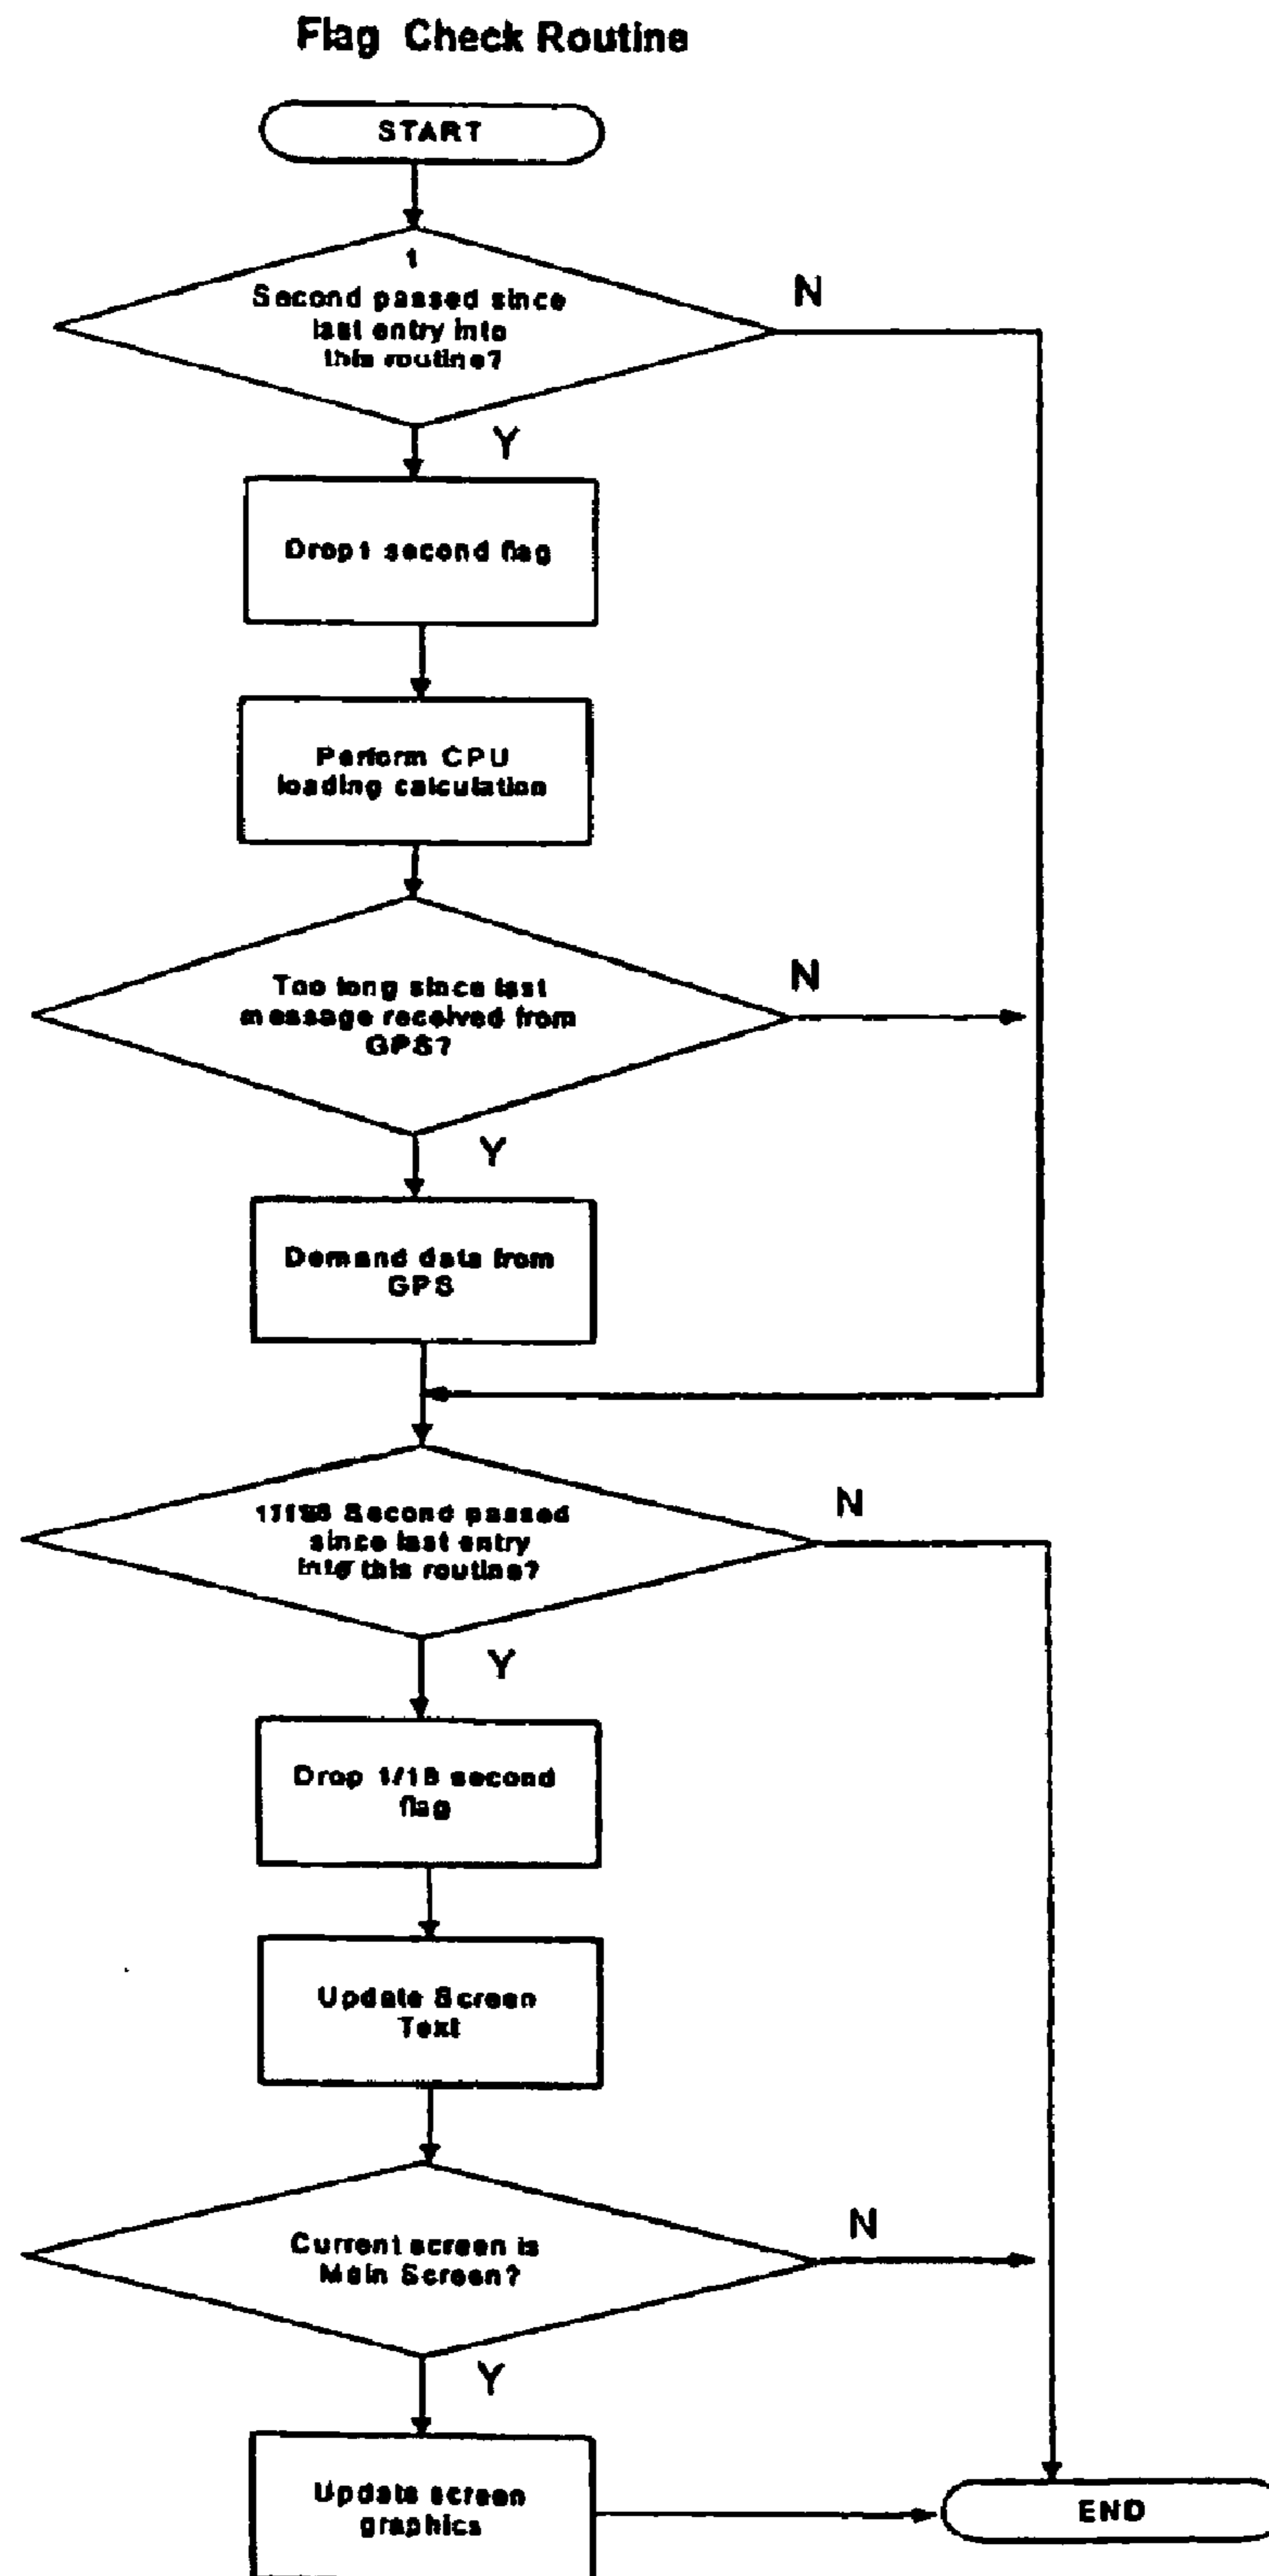 Flag Check Routine
START
1
Second passed since
last entry into
this routine?
N
Y
Drop 1 second flag
Perform CPU
loading calculation
Too long since last
message received from
GPS?
N
Y
Demand data from
GPS
Second passed
since last entry
into this routine?
N
Y
Drop second
flag
Update Screen
Text
Current screen is
Main Screen?
N
Y
Update screen
graphics
END